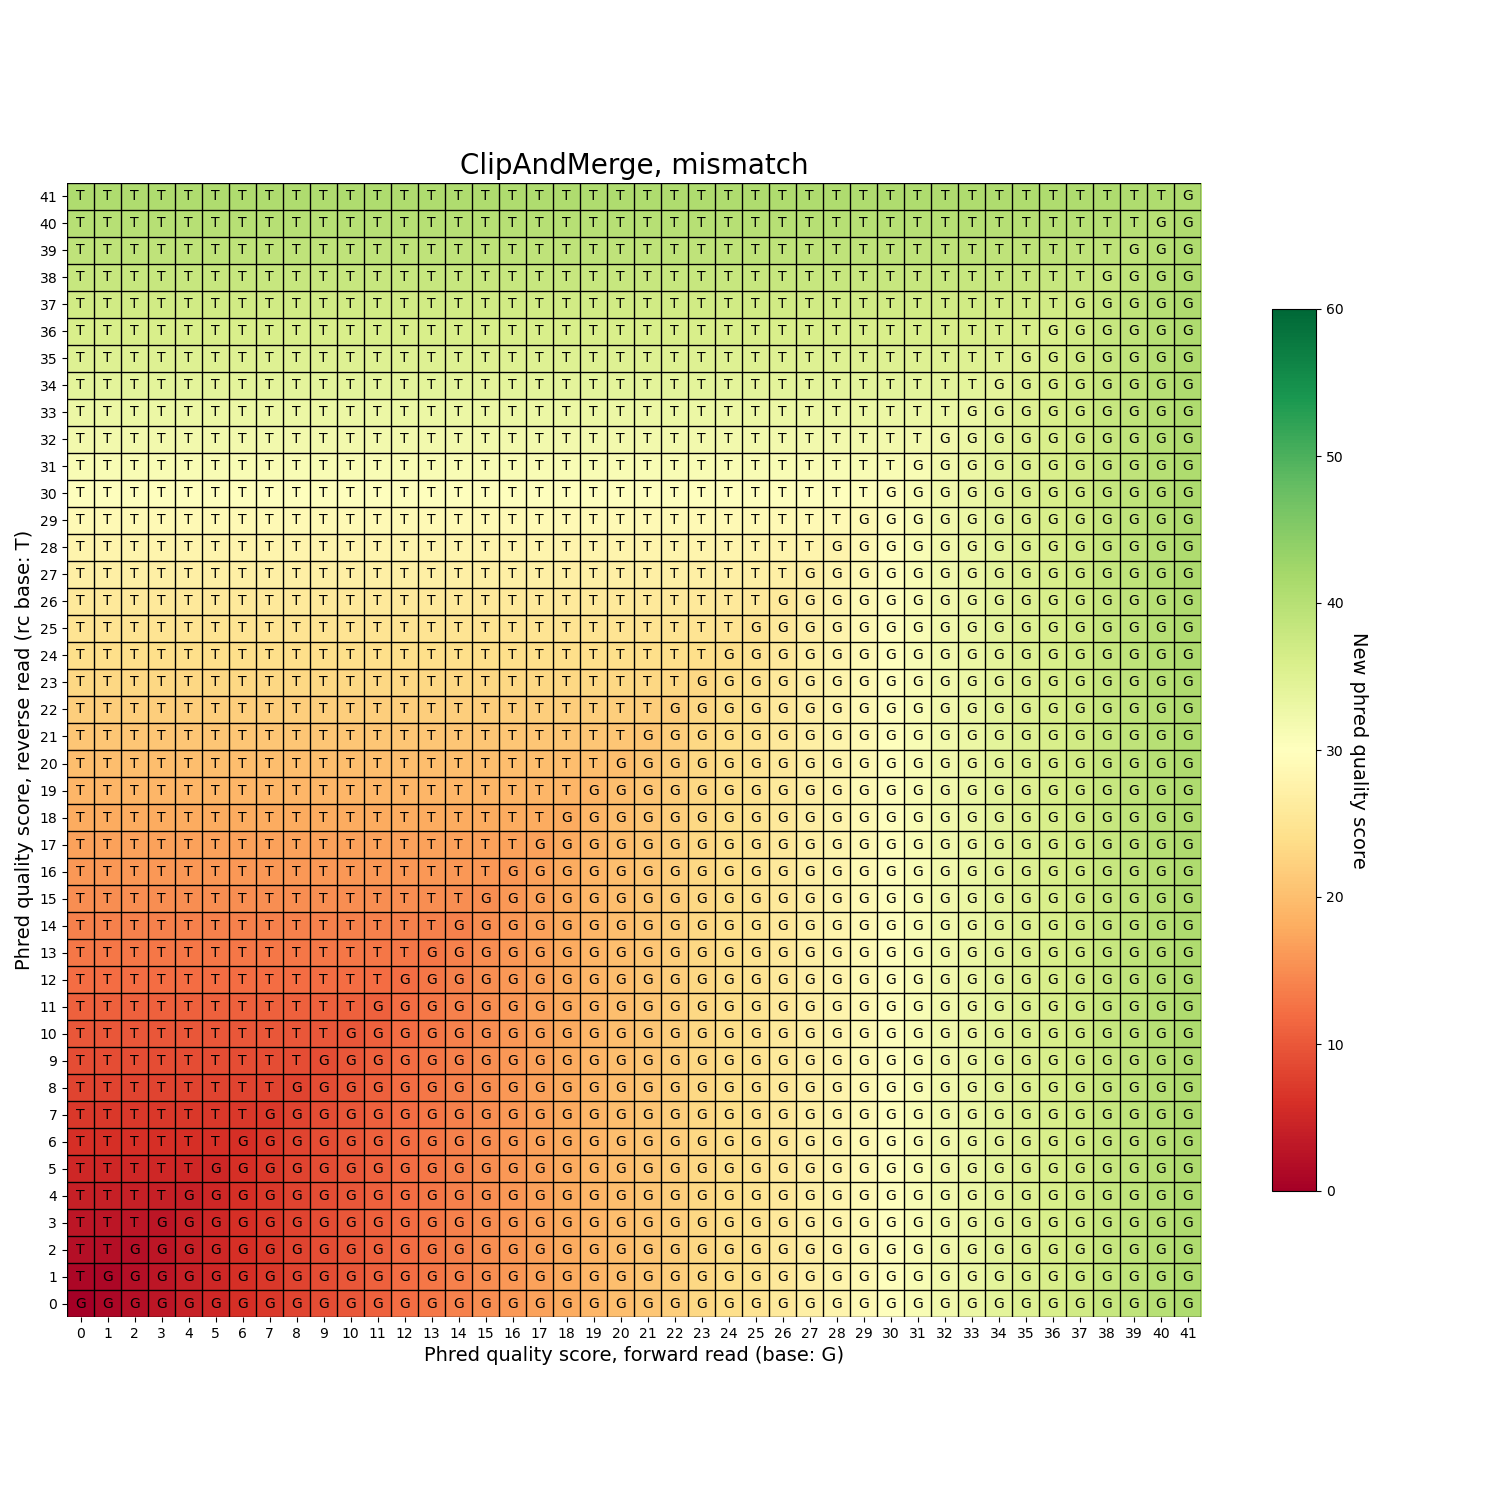 ClipAndMerge, mismatch
41 T T T T T T T T T T T T T T T T T T T T T T T T T T T T T T T T T T T T T T T T T G
40 T T T T T T T T T T T T T T T T T T T T T T T T T T T T T T T T T T T T T T T T G G
39 T T T T T T T T T T T T T T T T T T T T T T T T T T T T T T T T T T T T T T T G G G
38 T T T T T T T T T T T T T T T T T T T T T T T T T T T T T T T T T T T T T T G G G G
37 T T T T T T T T T T T T T T T T T T T T T T T T T T T T T T T T T T T T T G G G G G
36 T T T T T T T T T T T T T T T T T T T T T T T T T T T T T T T T T T T T G G G G G G
35 T T T T T T T T T T T T T T T T T T T T T T T T T T T T T T T T T T T G G G G G G G
34 T T T T T T T T T T T T T T T T T T T T T T T T T T T T T T T T T T G G G G G G G G
33 T T T T T T T T T T T T T T T T T T T T T T T T T T T T T T T T T G G G G G G G G G
32 T T T T T T T T T T T T T T T T T T T T T T T T T T T T T T T T G G G G G G G G G G
31 T T T T T T T T T T T T T T T T T T T T T T T T T T T T T T T G G G G G G G G G G G
30 T T T T T T T T T T T T T T T T T T T T T T T T T T T T T T G G G G G G G G G G G G
29 T T T T T T T T T T T T T T T T T T T T T T T T T T T T T G G G G G G G G G G G G G
28 T T T T T T T T T T T T T T T T T T T T T T T T T T T T G G G G G G G G G G G G G G
27 T T T T T T T T T T T T T T T T T T T T T T T T T T T G G G G G G G G G G G G G G G
26 T T T T T T T T T T T T T T T T T T T T T T T T T T G G G G G G G G G G G G G G G G
25 T T T T T T T T T T T T T T T T T T T T T T T T T G G G G G G G G G G G G G G G G G
24 T T T T T T T T T T T T T T T T T T T T T T T T G G G G G G G G G G G G G G G G G G
23 T T T T T T T T T T T T T T T T T T T T T T T G G G G G G G G G G G G G G G G G G G
22 T T T T T T T T T T T T T T T T T T T T T T G G G G G G G G G G G G G G G G G G G G
21 T T T T T T T T T T T T T T T T T T T T T G G G G G G G G G G G G G G G G G G G G G
20 T T T T T T T T T T T T T T T T T T T T G G G G G G G G G G G G G G G G G G G G G G
19 T T T T T T T T T T T T T T T T T T T G G G G G G G G G G G G G G G G G G G G G G G
18 T T T T T T T T T T T T T T T T T T G G G G G G G G G G G G G G G G G G G G G G G G
17 T T T T T T T T T T T T T T T T T G G G G G G G G G G G G G G G G G G G G G G G G G
16 T T T T T T T T T T T T T T T T G G G G G G G G G G G G G G G G G G G G G G G G G G
15 T T T T T T T T T T T T T T T G G G G G G G G G G G G G G G G G G G G G G G G G G G
14 T T T T T T T T T T T T T T G G G G G G G G G G G G G G G G G G G G G G G G G G G G
13 T T T T T T T T T T T T T G G G G G G G G G G G G G G G G G G G G G G G G G G G G G
12 T T T T T T T T T T T T G G G G G G G G G G G G G G G G G G G G G G G G G G G G G G
11 T T T T T T T T T T T G G G G G G G G G G G G G G G G G G G G G G G G G G G G G G G
10 T T T T T T T T T T G G G G G G G G G G G G G G G G G G G G G G G G G G G G G G G G
9 T T T T T T T T T G G G G G G G G G G G G G G G G G G G G G G G G G G G G G G G G G
8 T T T T T T T T G G G G G G G G G G G G G G G G G G G G G G G G G G G G G G G G G G
7 T T T T T T T G G G G G G G G G G G G G G G G G G G G G G G G G G G G G G G G G G G
6 T T T T T T G G G G G G G G G G G G G G G G G G G G G G G G G G G G G G G G G G G G
5 T T T T T G G G G G G G G G G G G G G G G G G G G G G G G G G G G G G G G G G G G G
4 T T T T G G G G G G G G G G G G G G G G G G G G G G G G G G G G G G G G G G G G G G
3 T T T G G G G G G G G G G G G G G G G G G G G G G G G G G G G G G G G G G G G G G G
2 T T G G G G G G G G G G G G G G G G G G G G G G G G G G G G G G G G G G G G G G G G
1 T G G G G G G G G G G G G G G G G G G G G G G G G G G G G G G G G G G G G G G G G G
0 G G G G G G G G G G G G G G G G G G G G G G G G G G G G G G G G G G G G G G G G G G
0 1 2 3 4 5 6 7 8 9 10 11 12 13 14 15 16 17 18 19 20 21 22 23 24 25 26 27 28 29 30 31 32 33 34 35 36 37 38 39 40 41
Phred quality score, forward read (base: G)
Phred quality score, reverse read (rc base: T)
60
50
40
30
20
10
0
New phred quality score